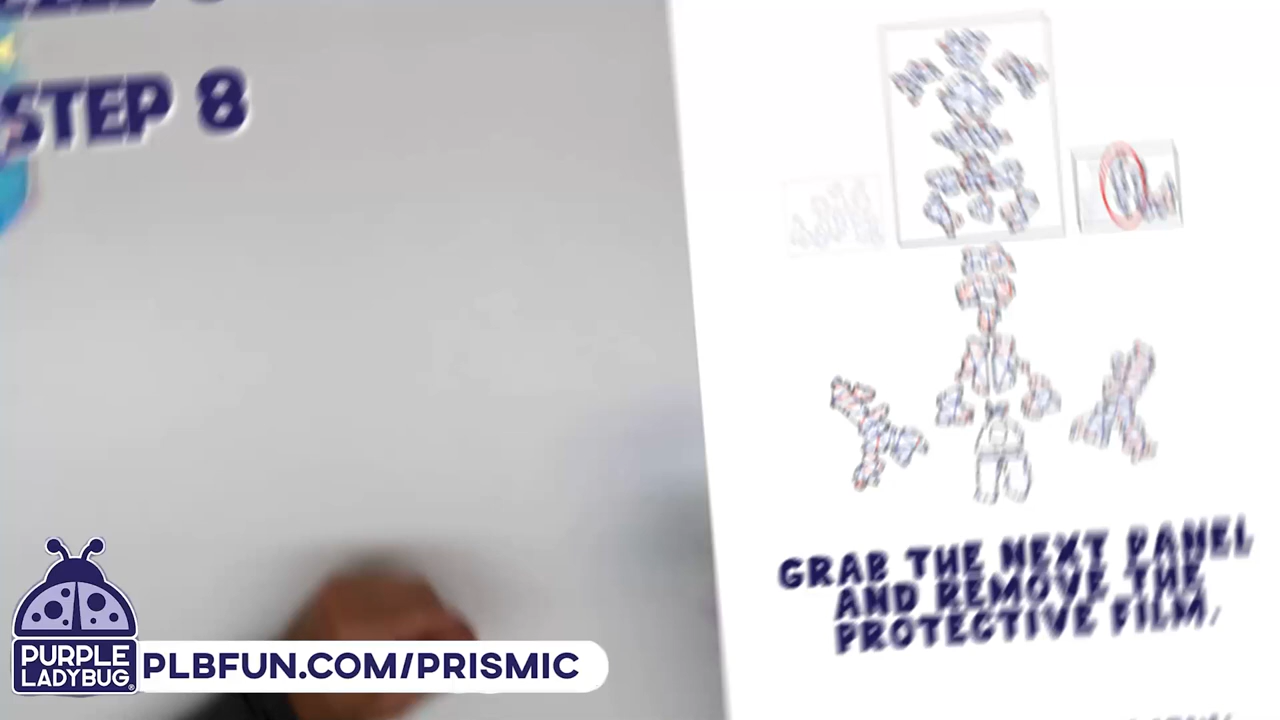 STEP 8
GRAB THE NEXT PANEL
AND REMOVE THE
PROTECTIVE FILM.
PURPLE
LADYBUG
PLBFUN.COM/PRISMIC